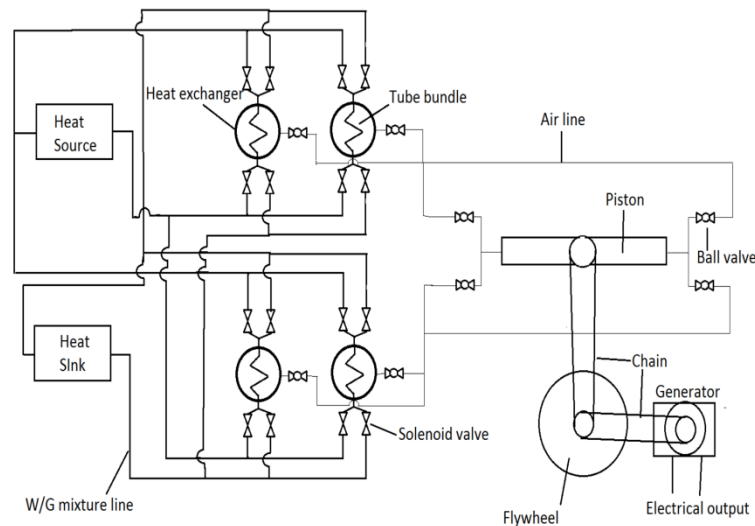 Heat exchanger
Tube bundle
Heat
Source
Air line
Piston
Ball valve
Heat
SInk
Chain
Generator
Solenoid valve
W/G mixture line
Flywheel
Electrical output